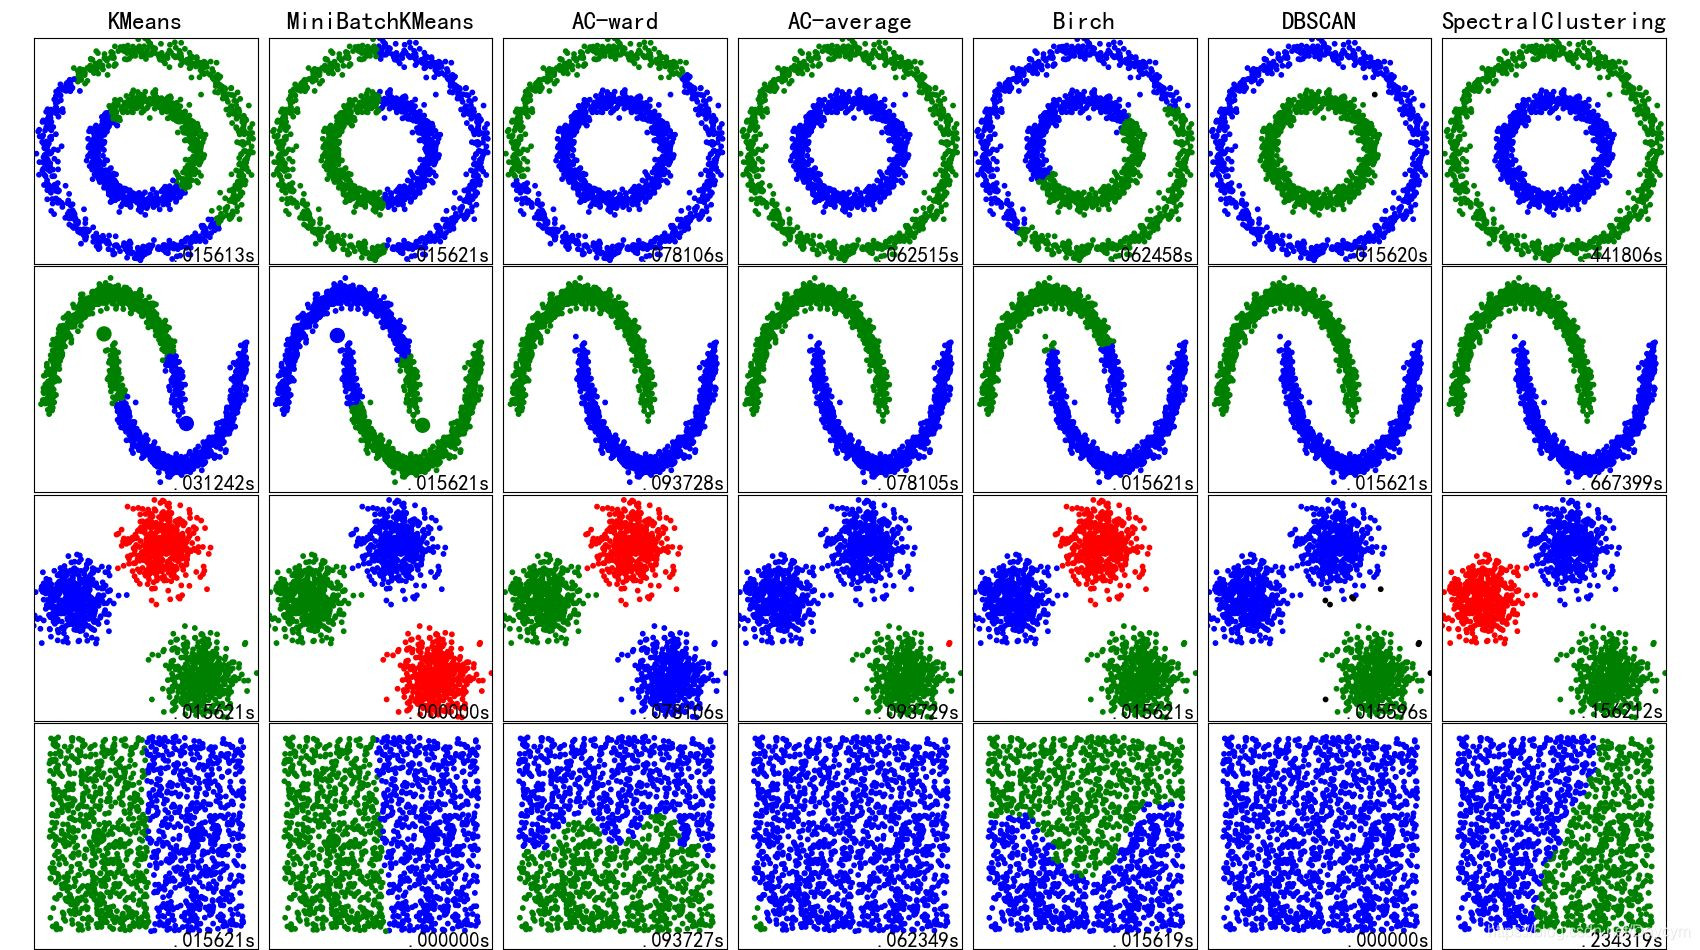 KMeans MiniBatchKMeans AC-ward AC-average Birch DBSCAN SpectralClustering
.015613s .015621s .078106s .062515s .062458s .015620s .441806s
.031242s .015621s .093728s .078105s .015621s .015621s .667399s
.015621s .000000s .078106s .093729s .015621s .015596s .156212s
.015621s .000000s .093727s .062349s .015619s .000000s .234319s